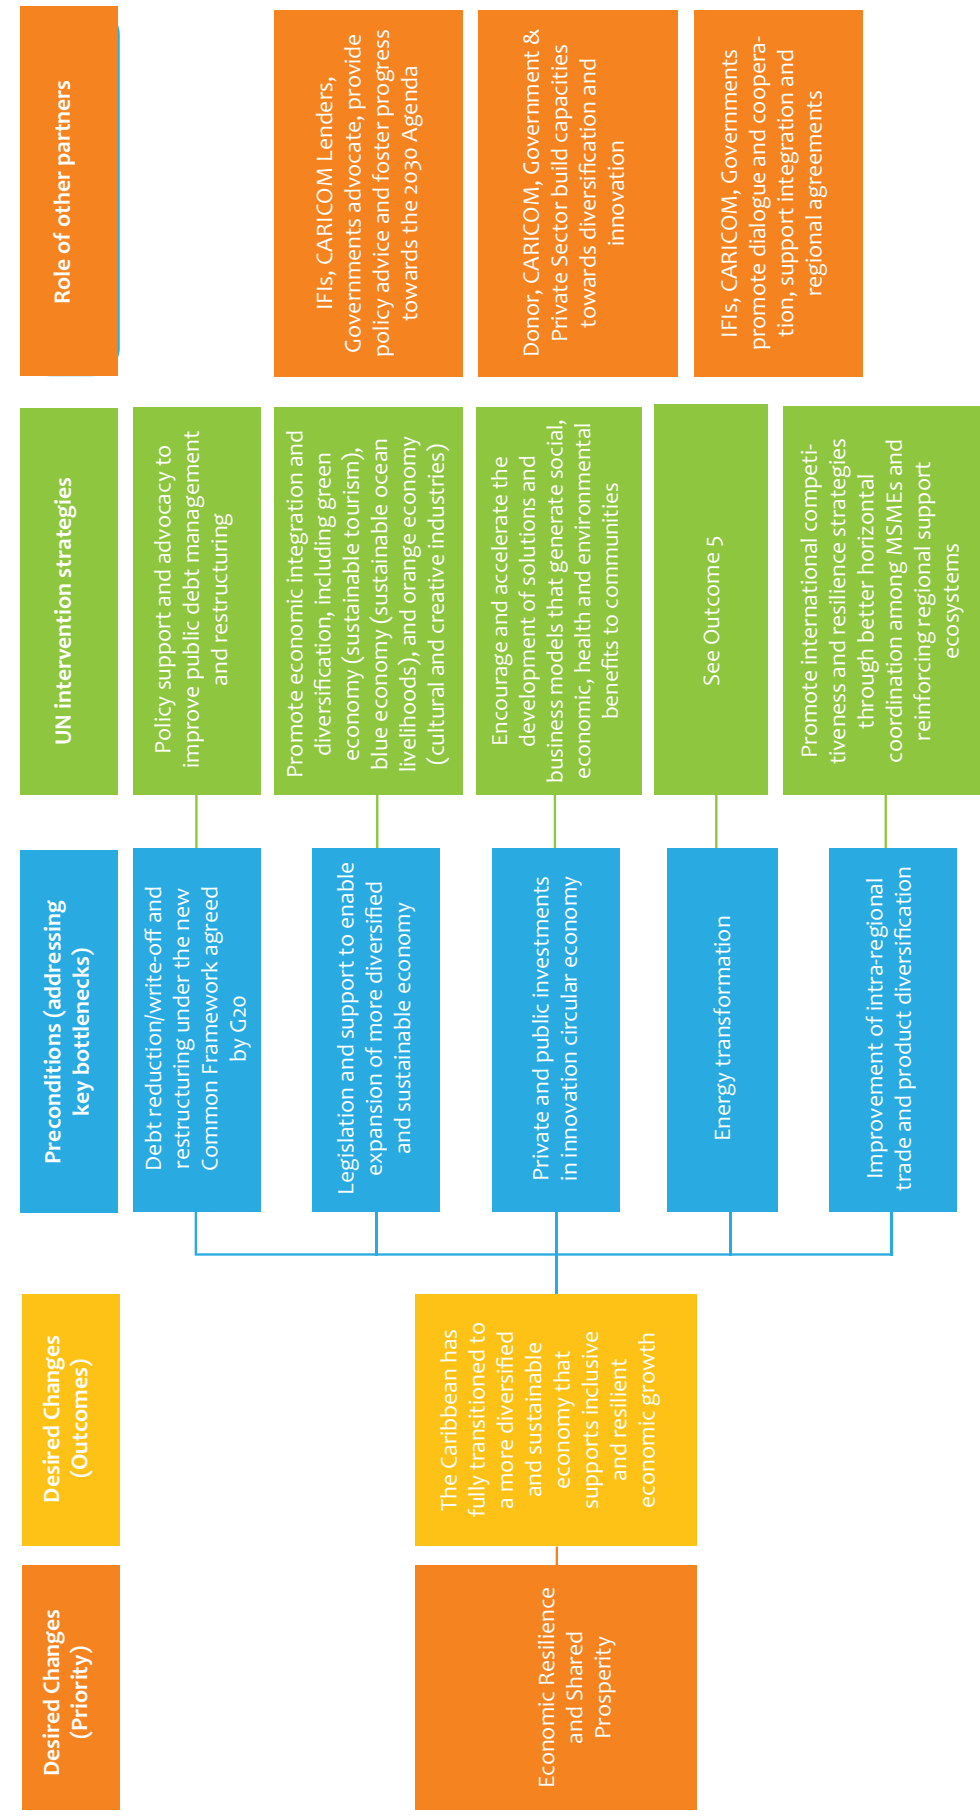 Desired Changes
(Priority)
Desired Changes
(Outcomes)
Preconditions (addressing
key bottlenecks)
UN intervention strategies
Role of other partners
Economic Resilience
and Shared
Prosperity
The Caribbean has
fully transitioned to
a more diversified
and sustainable
economy that
supports inclusive
and resilient
economic growth
Debt reduction/write-off and
restructuring under the new
Common Framework agreed
by G20
Policy support and advocacy to
improve public debt management
and restructuring
Legislation and support to enable
expansion of more diversified
and sustainable economy
Promote economic integration and
diversification, including green
economy (sustainable tourism),
blue economy (sustainable ocean
livelihoods), and orange economy
(cultural and creative industries)
IFIs, CARICOM Lenders,
Governments advocate, provide
policy advice and foster progress
towards the 2030 Agenda
Private and public investments
in innovation circular economy
Encourage and accelerate the
development of solutions and
business models that generate social,
economic, health and environmental
benefits to communities
Donor, CARICOM, Government &
Private Sector build capacities
towards diversification and
innovation
Energy transformation
See Outcome 5
IFIs, CARICOM, Governments
promote dialogue and coopera-
tion, support integration and
regional agreements
Improvement of intra-regional
trade and product diversification
Promote international competi-
tiveness and resilience strategies
through better horizontal
coordination among MSMEs and
reinforcing regional support
ecosystems